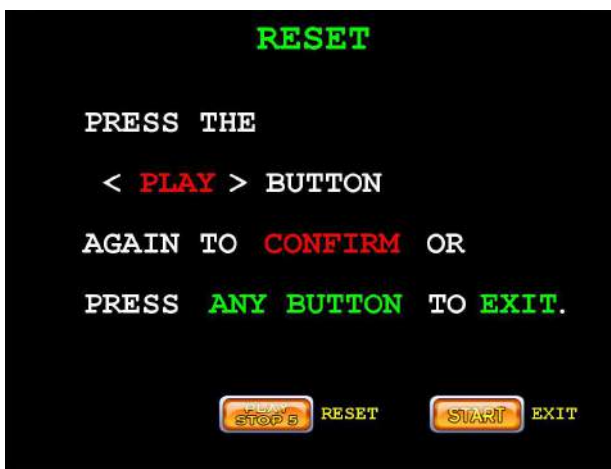 RESET
PRESS THE
< PLAY > BUTTON
AGAIN TO CONFIRM OR
PRESS ANY BUTTON TO EXIT.
PLAY
STOP 5 RESET START EXIT